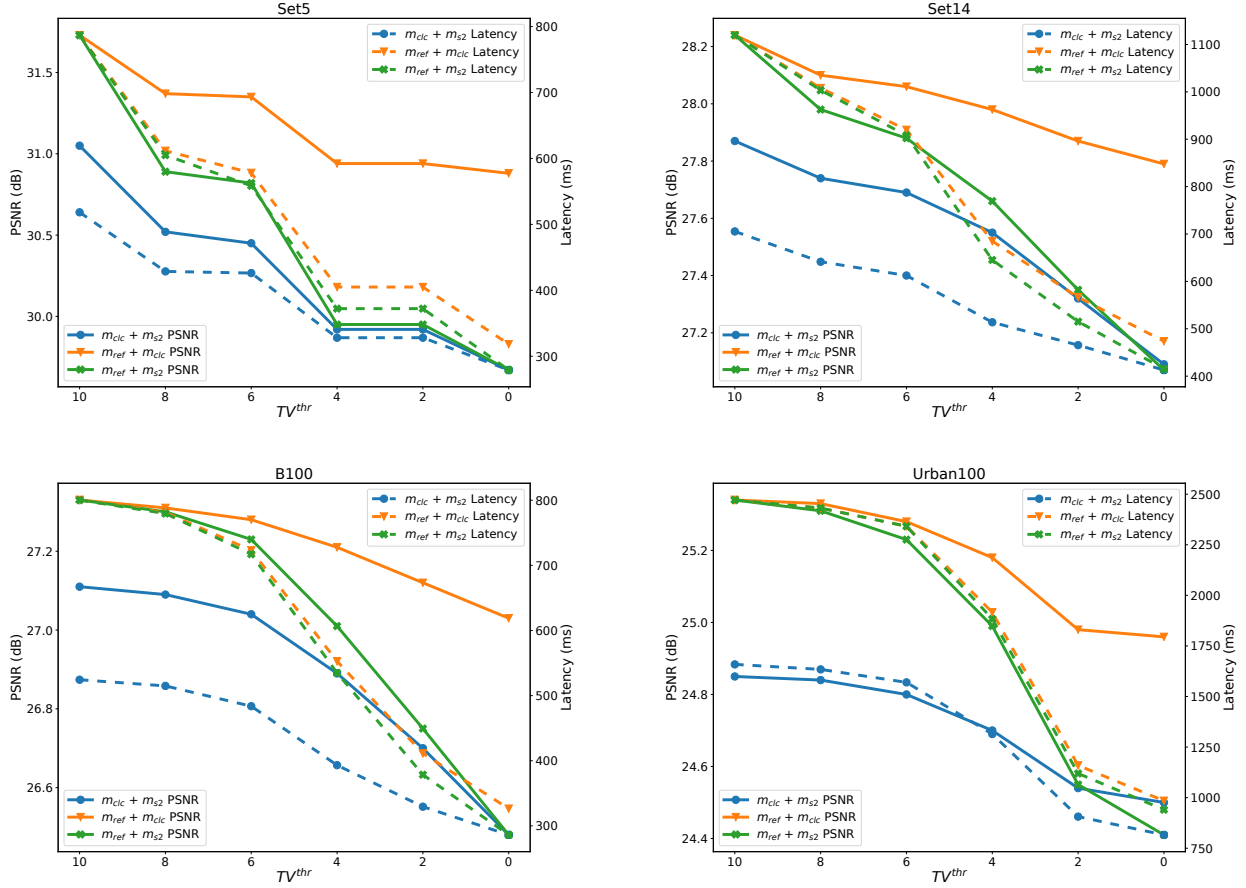 Set5
31.5
31.0
30.5
30.0
PSNR (dB)
800
700
600
500
400
300
Latency (ms)
m_clc + m_s2 Latency
m_ref + m_clc Latency
m_ref + m_s2 Latency
m_clc + m_s2 PSNR
m_ref + m_clc PSNR
m_ref + m_s2 PSNR
10 8 6 4 2 0
TV^thr
Set14
28.2
28.0
27.8
27.6
27.4
27.2
PSNR (dB)
1100
1000
900
800
700
600
500
400
Latency (ms)
m_clc + m_s2 Latency
m_ref + m_clc Latency
m_ref + m_s2 Latency
m_clc + m_s2 PSNR
m_ref + m_clc PSNR
m_ref + m_s2 PSNR
10 8 6 4 2 0
TV^thr
B100
27.2
27.0
26.8
26.6
PSNR (dB)
800
700
600
500
400
300
Latency (ms)
m_clc + m_s2 Latency
m_ref + m_clc Latency
m_ref + m_s2 Latency
m_clc + m_s2 PSNR
m_ref + m_clc PSNR
m_ref + m_s2 PSNR
10 8 6 4 2 0
TV^thr
Urban100
25.2
25.0
24.8
24.6
24.4
PSNR (dB)
2500
2250
2000
1750
1500
1250
1000
750
Latency (ms)
m_clc + m_s2 Latency
m_ref + m_clc Latency
m_ref + m_s2 Latency
m_clc + m_s2 PSNR
m_ref + m_clc PSNR
m_ref + m_s2 PSNR
10 8 6 4 2 0
TV^thr